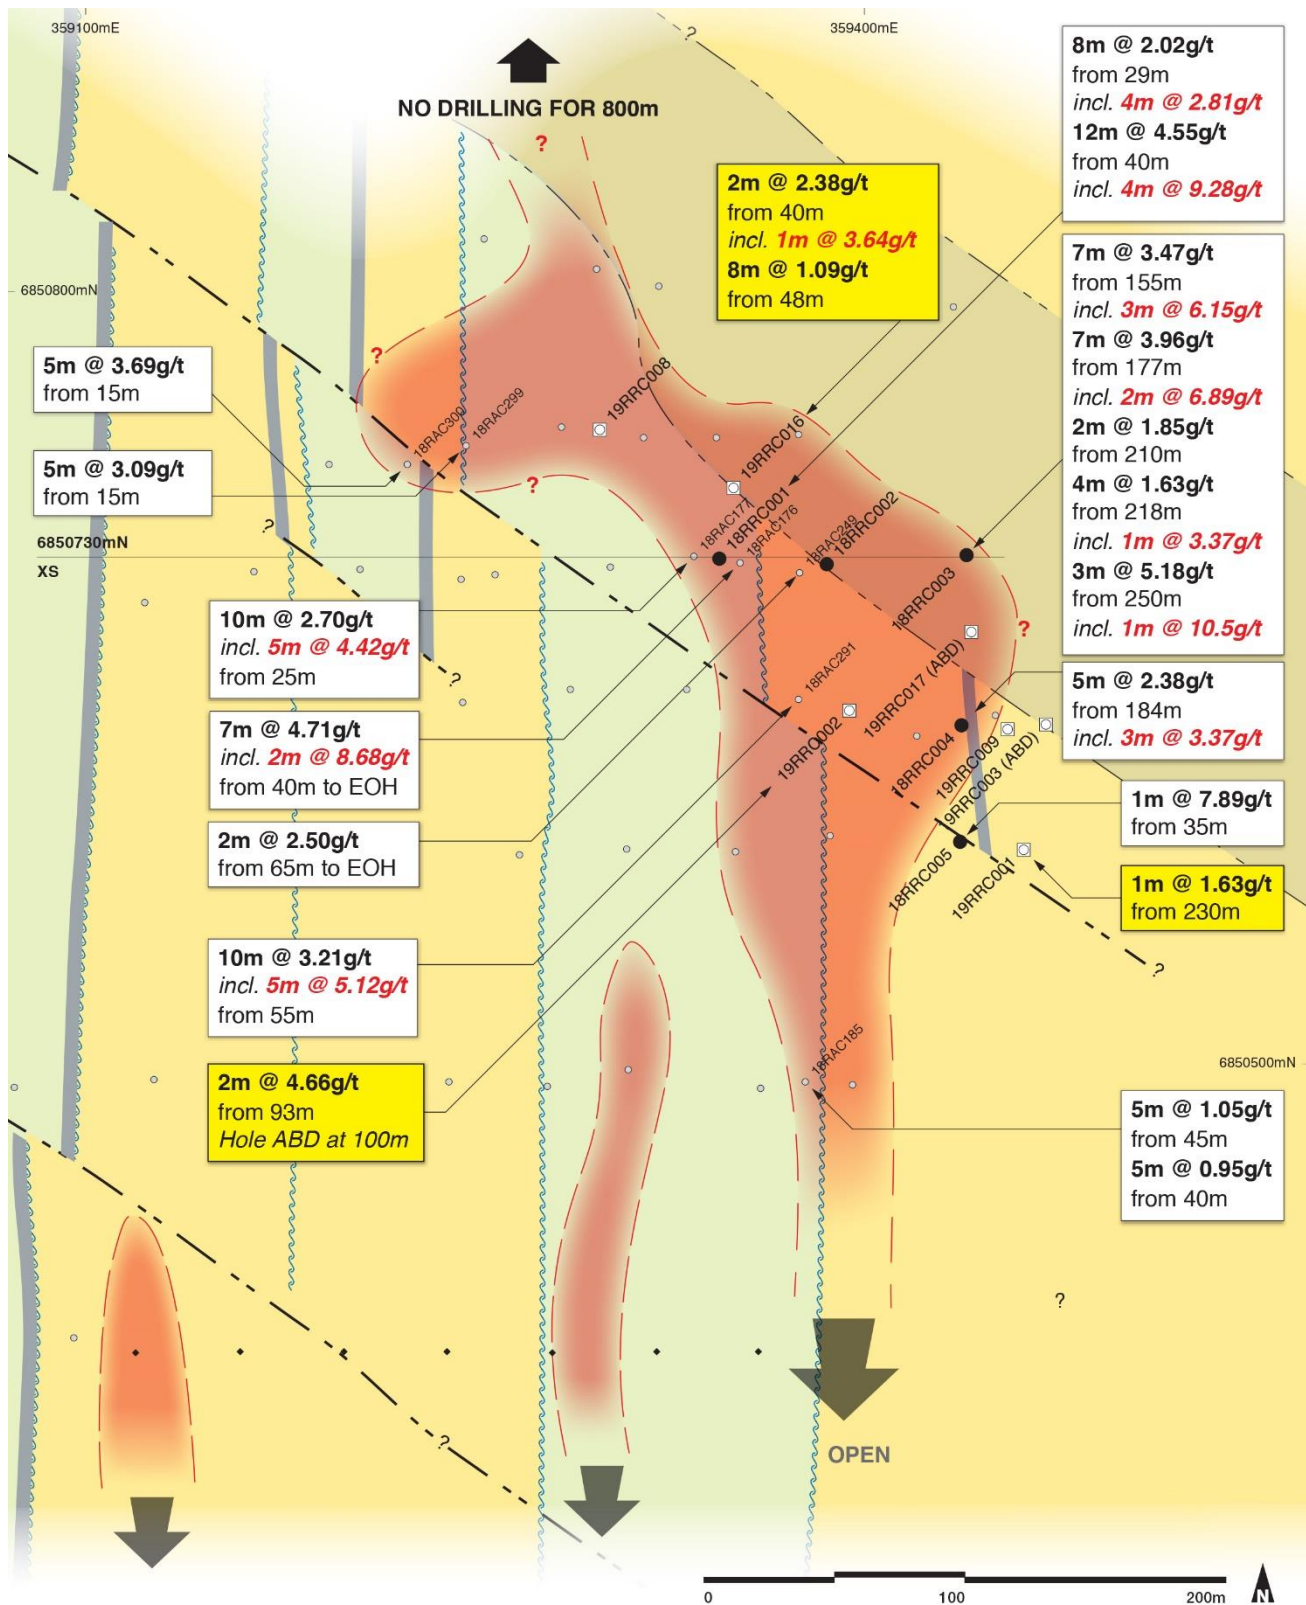 359100mE
359400mE
?
NO DRILLING FOR 800m
?
8m @ 2.02g/t
from 29m
incl. 4m @ 2.81g/t
12m @ 4.55g/t
from 40m
incl. 4m @ 9.28g/t
2m @ 2.38g/t
from 40m
incl. 1m @ 3.64g/t
8m @ 1.09g/t
from 48m
7m @ 3.47g/t
from 155m
incl. 3m @ 6.15g/t
7m @ 3.96g/t
from 177m
incl. 2m @ 6.89g/t
2m @ 1.85g/t
from 210m
4m @ 1.63g/t
from 218m
incl. 1m @ 3.37g/t
3m @ 5.18g/t
from 250m
incl. 1m @ 10.5g/t
6850800mN
?
5m @ 3.69g/t
from 15m
5m @ 3.09g/t
from 15m
18RAC300
18RAC299
19RRC008
19RRC016
?
?
6850730mN
XS
18RAC177
18RRC001
18RAC176
18RAC249
18RRC002
18RRC003
?
10m @ 2.70g/t
incl. 5m @ 4.42g/t
from 25m
?
18RAC291
19RRC017 (ABD)
5m @ 2.38g/t
from 184m
incl. 3m @ 3.37g/t
7m @ 4.71g/t
incl. 2m @ 8.68g/t
from 40m to EOH
19RRC002
18RRC004
19RRC009
19RRC003 (ABD)
1m @ 7.89g/t
from 35m
2m @ 2.50g/t
from 65m to EOH
18RRC005
19RRC001
1m @ 1.63g/t
from 230m
?
10m @ 3.21g/t
incl. 5m @ 5.12g/t
from 55m
18RAC185
6850500mN
2m @ 4.66g/t
from 93m
Hole ABD at 100m
5m @ 1.05g/t
from 45m
5m @ 0.95g/t
from 40m
?
?
OPEN
0 100 200m
N